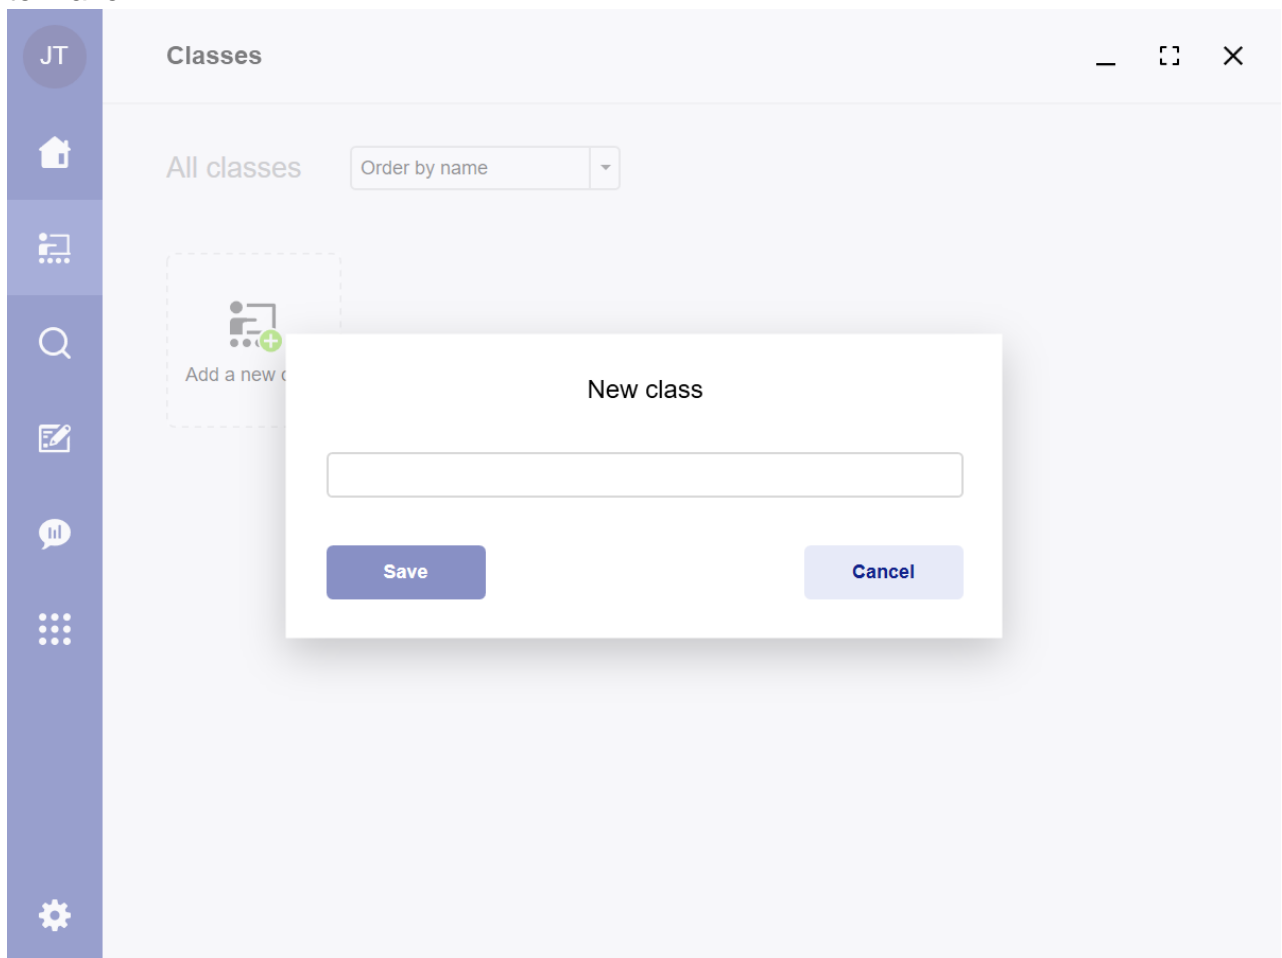 JT
Classes
All classes
Order by name
Add a new
New class
Save
Cancel